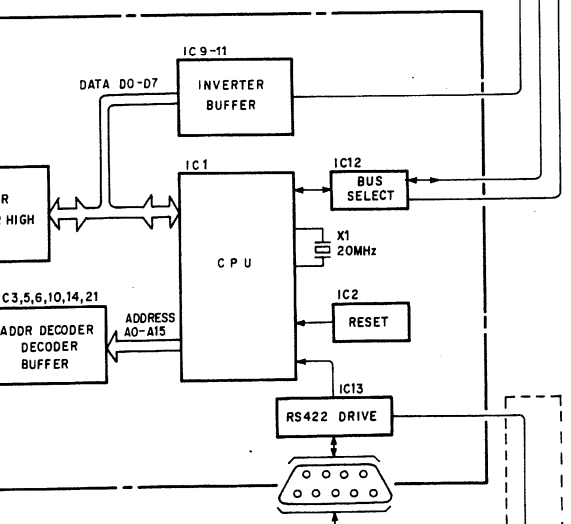 IC9-11
DATA D0-D7
INVERTER
BUFFER
IC1
IC12
BUS
SELECT
R
HIGH
X1
20MHz
CPU
IC2
RESET
C3,5,6,10,14,21
ADDRESS
A0-A15
ADDR DECODER
DECODER
BUFFER
IC13
RS422 DRIVE